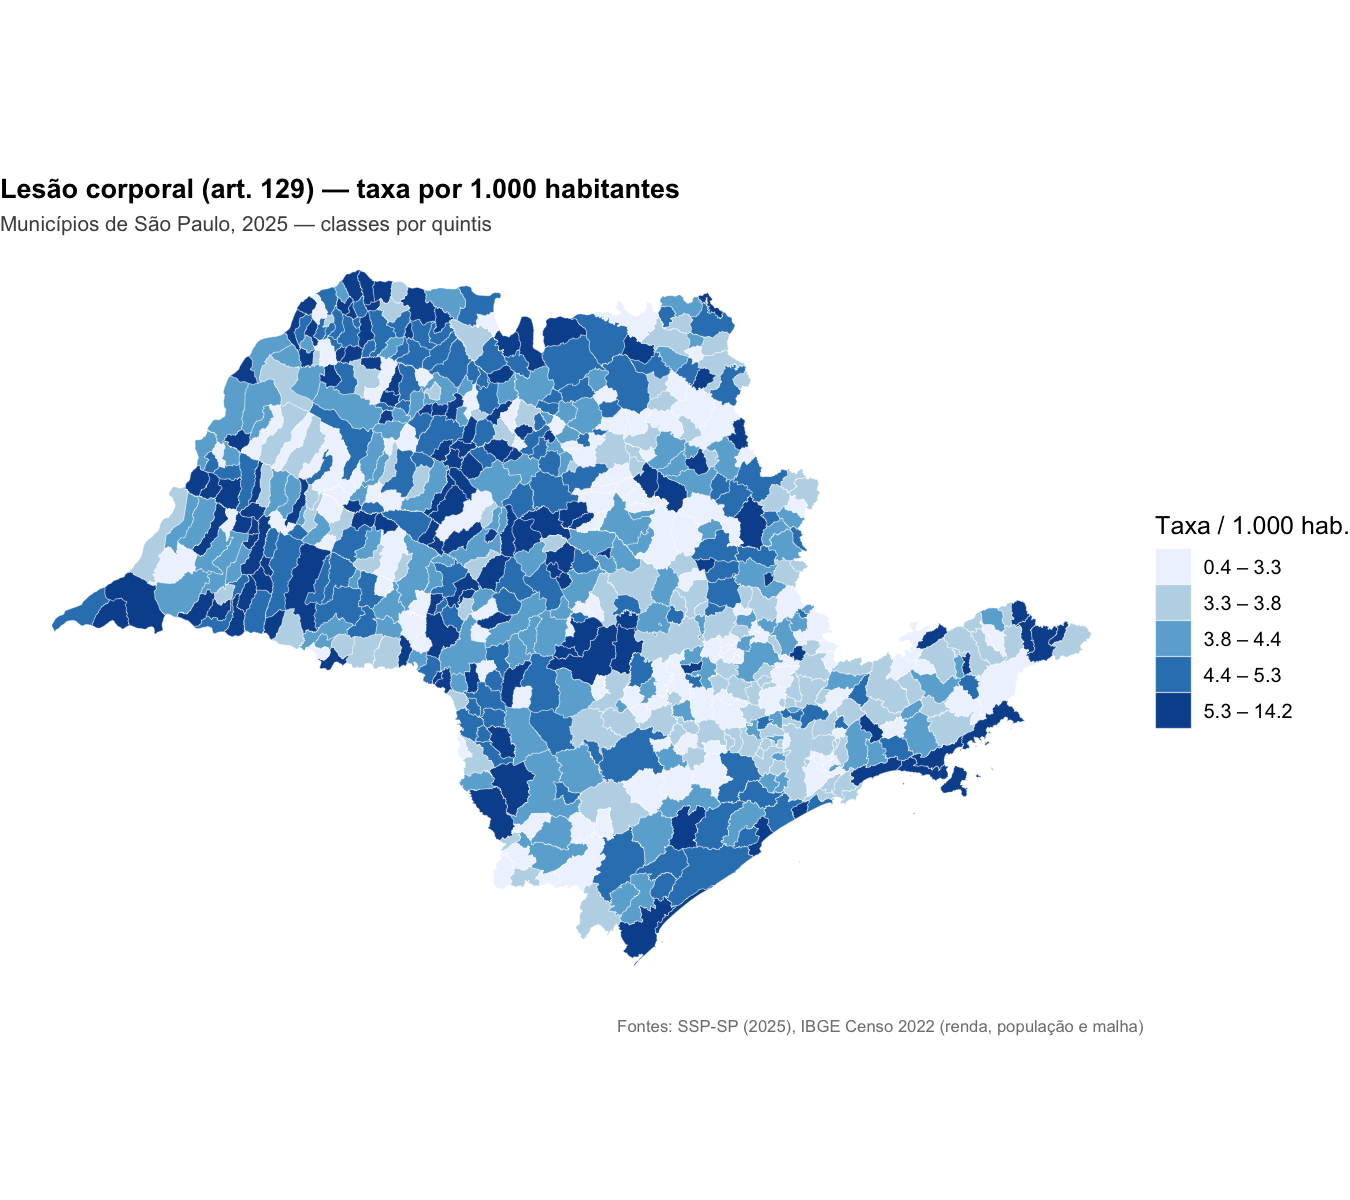 Lesão corporal (art. 129) — taxa por 1.000 habitantes
Municípios de São Paulo, 2025 — classes por quintis
Taxa / 1.000 hab.
0.4 – 3.3
3.3 – 3.8
3.8 – 4.4
4.4 – 5.3
5.3 – 14.2
Fontes: SSP-SP (2025), IBGE Censo 2022 (renda, população e malha)